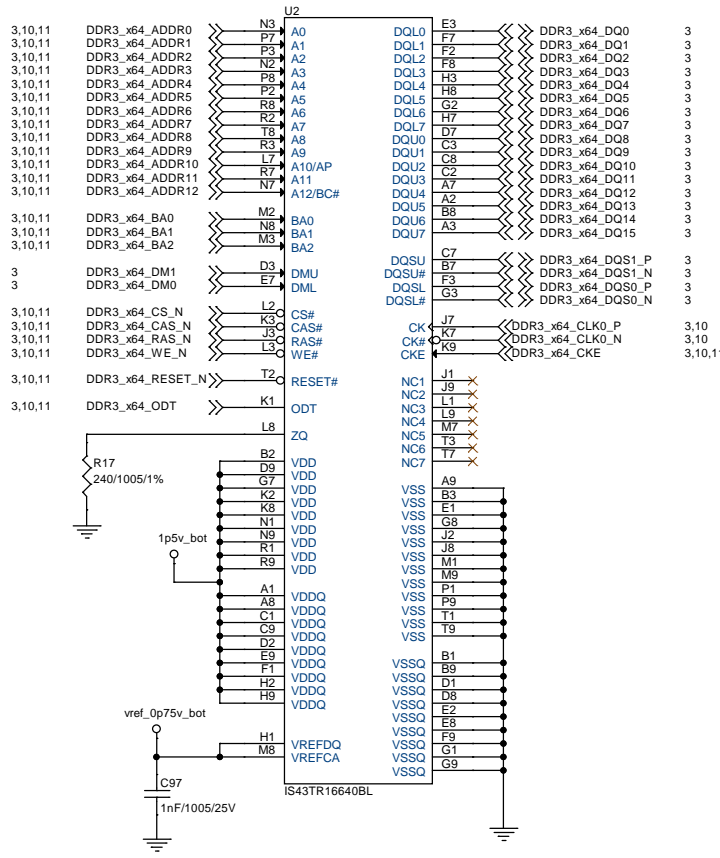 U2
3,10,11 DDR3_x64_ADDR0 N3 A0 DQL0 E3 DDR3_x64_DQ0 3
3,10,11 DDR3_x64_ADDR1 P7 A1 DQL1 F7 DDR3_x64_DQ1 3
3,10,11 DDR3_x64_ADDR2 P3 A2 DQL2 F2 DDR3_x64_DQ2 3
3,10,11 DDR3_x64_ADDR3 N2 A3 DQL3 F8 DDR3_x64_DQ3 3
3,10,11 DDR3_x64_ADDR4 P8 A4 DQL4 H3 DDR3_x64_DQ4 3
3,10,11 DDR3_x64_ADDR5 P2 A5 DQL5 H8 DDR3_x64_DQ5 3
3,10,11 DDR3_x64_ADDR6 R8 A6 DQL6 G2 DDR3_x64_DQ6 3
3,10,11 DDR3_x64_ADDR7 R2 A7 DQL7 H7 DDR3_x64_DQ7 3
3,10,11 DDR3_x64_ADDR8 T8 A8 DQU0 D7 DDR3_x64_DQ8 3
3,10,11 DDR3_x64_ADDR9 R3 A9 DQU1 C3 DDR3_x64_DQ9 3
3,10,11 DDR3_x64_ADDR10 L7 A10/AP DQU2 C8 DDR3_x64_DQ10 3
3,10,11 DDR3_x64_ADDR11 R7 A11 DQU3 C2 DDR3_x64_DQ11 3
3,10,11 DDR3_x64_ADDR12 N7 A12/BC# DQU4 A7 DDR3_x64_DQ12 3
DQU5 A2 DDR3_x64_DQ13 3
3,10,11 DDR3_x64_BA0 M2 BA0 DQU6 B8 DDR3_x64_DQ14 3
3,10,11 DDR3_x64_BA1 N8 BA1 DQU7 A3 DDR3_x64_DQ15 3
3,10,11 DDR3_x64_BA2 M3 BA2
DQSU C7 DDR3_x64_DQS1_P 3
3 DDR3_x64_DM1 D3 DMU DQSU# B7 DDR3_x64_DQS1_N 3
3 DDR3_x64_DM0 E7 DML DQSL F3 DDR3_x64_DQS0_P 3
DQSL# G3 DDR3_x64_DQS0_N 3
3,10,11 DDR3_x64_CS_N L2 CS#
3,10,11 DDR3_x64_CAS_N K3 CAS# CK J7 DDR3_x64_CLK0_P 3,10
3,10,11 DDR3_x64_RAS_N J3 RAS# CK# K7 DDR3_x64_CLK0_N 3,10
3,10,11 DDR3_x64_WE_N L3 WE# CKE K9 DDR3_x64_CKE 3,10,11
3,10,11 DDR3_x64_RESET_N T2 RESET# NC1 J1
NC2 J9
3,10,11 DDR3_x64_ODT K1 ODT NC3 L1
NC4 L9
L8 ZQ NC5 M7
NC6 T3
R17 B2 VDD NC7 T7
240/1005/1% D9 VDD
G7 VDD VSS A9
K2 VDD VSS B3
K8 VDD VSS E1
N1 VDD VSS G8
1p5v_bot N9 VDD VSS J2
R1 VDD VSS J8
R9 VDD VSS M1
VSS M9
A1 VDDQ VSS P1
A8 VDDQ VSS P9
C1 VDDQ VSS T1
C9 VDDQ VSS T9
D2 VDDQ
E9 VDDQ VSSQ B1
F1 VDDQ VSSQ B9
H2 VDDQ VSSQ D1
H9 VDDQ VSSQ D8
vref_0p75v_bot VSSQ E2
VSSQ E8
H1 VREFDQ VSSQ F9
M8 VREFCA VSSQ G1
VSSQ G9
C97
1nF/1005/25V
IS43TR16640BL